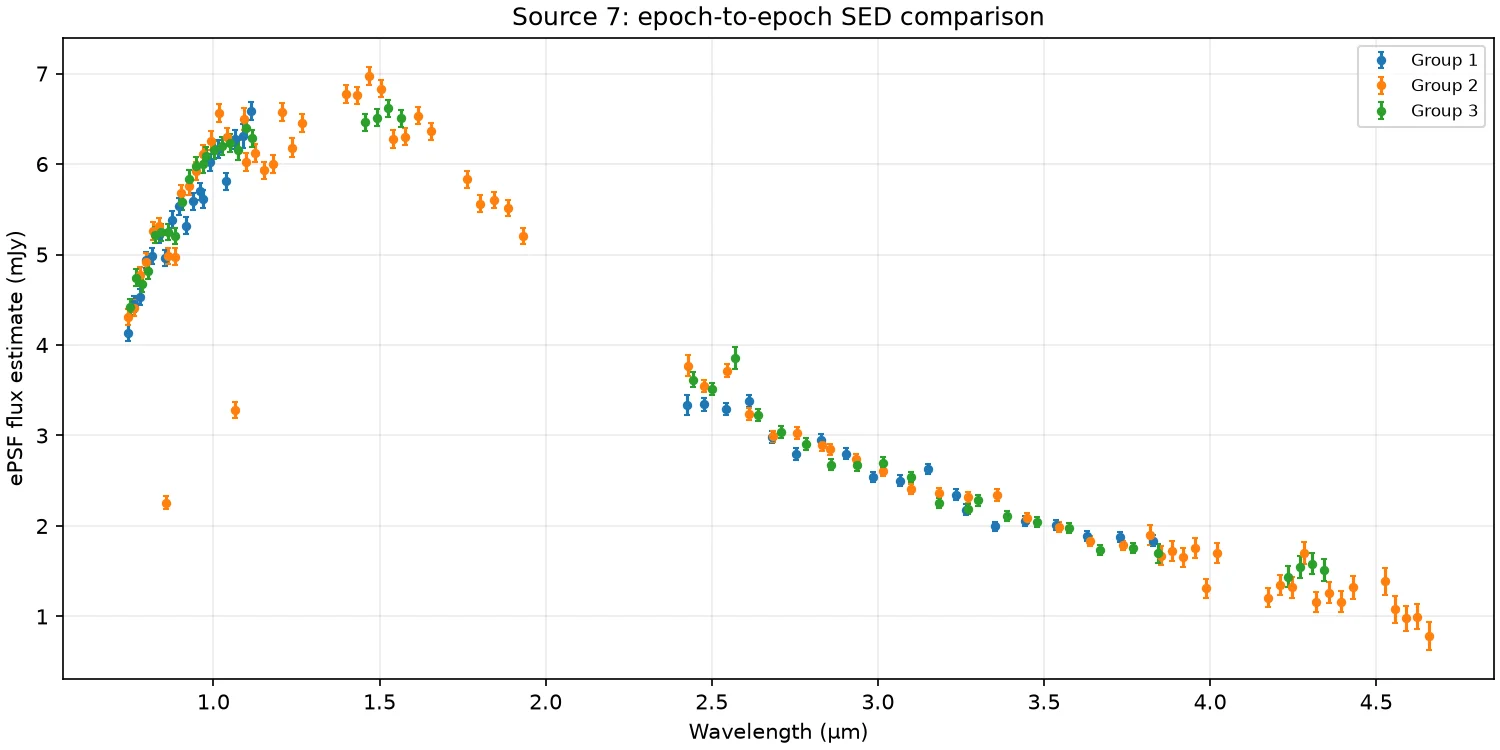 Source 7: epoch-to-epoch SED comparison
Group 1
Group 2
Group 3
ePSF flux estimate (mJy)
7
6
5
4
3
2
1
1.0 1.5 2.0 2.5 3.0 3.5 4.0 4.5
Wavelength (μm)